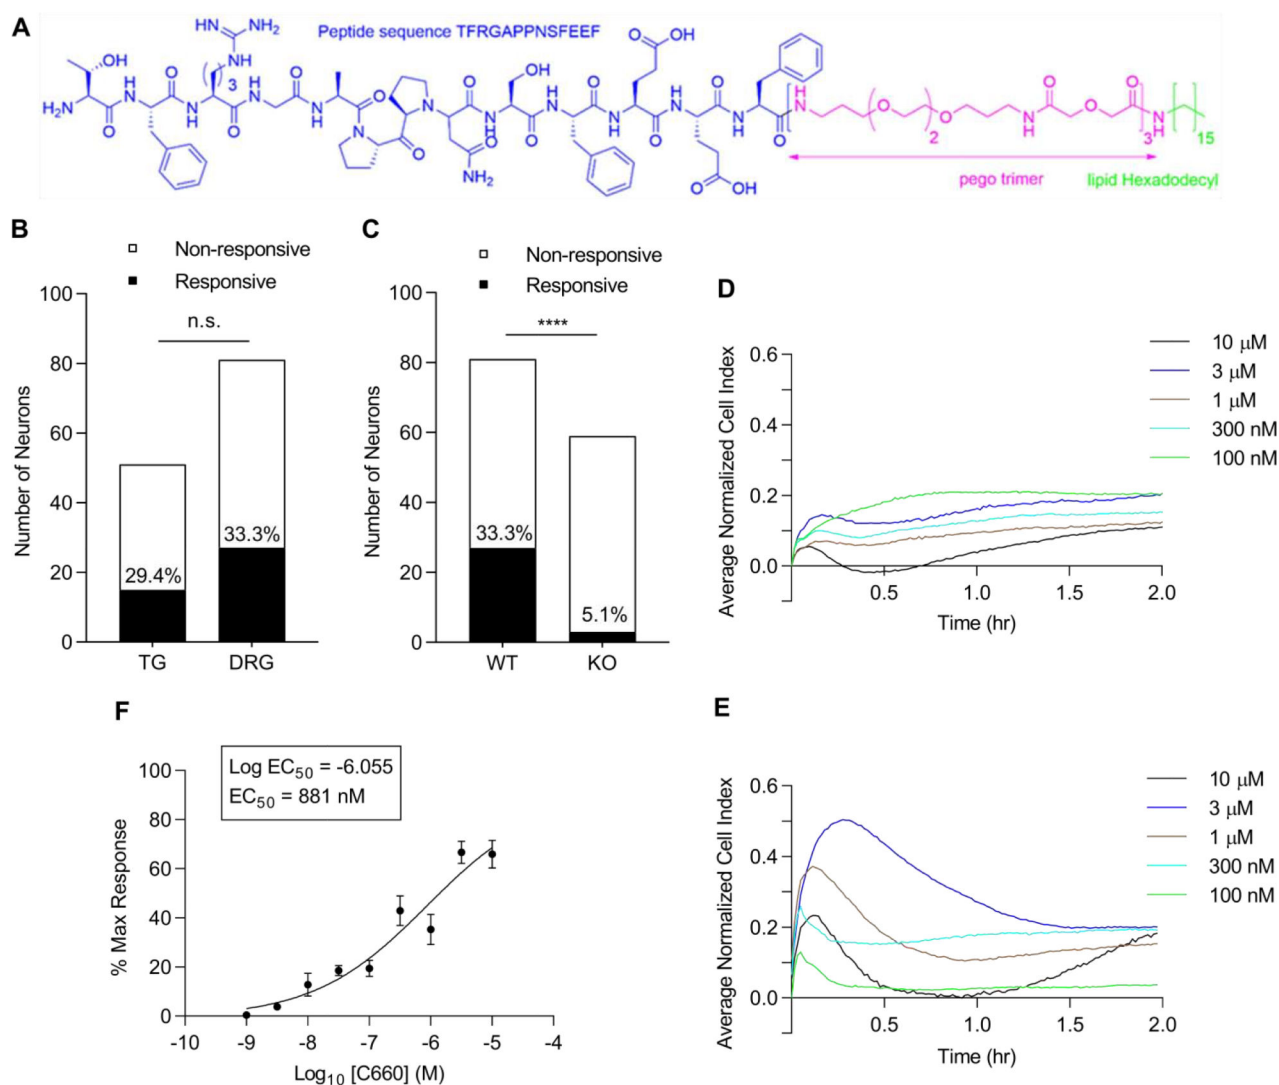 A
Peptide sequence TFRGAPPNSFEEF
HN NH₂
NH
OH
O
OH
3
H₂N
NH₂
2
3
15
pego trimer
lipid Hexadodecyl
B
Non-responsive
Responsive
n.s.
Number of Neurons
100
80
60
40
20
0
29.4%
33.3%
TG
DRG
C
Non-responsive
Responsive
****
Number of Neurons
100
80
60
40
20
0
33.3%
5.1%
WT
KO
D
Average Normalized Cell Index
0.6
0.4
0.2
0.0
0.5
1.0
1.5
2.0
Time (hr)
10 μM
3 μM
1 μM
300 nM
100 nM
F
Log EC₅₀ = -6.055
EC₅₀ = 881 nM
% Max Response
100
80
60
40
20
0
-10
-9
-8
-7
-6
-5
-4
Log₁₀ [C660] (M)
E
Average Normalized Cell Index
0.6
0.4
0.2
0.0
0.5
1.0
1.5
2.0
Time (hr)
10 μM
3 μM
1 μM
300 nM
100 nM